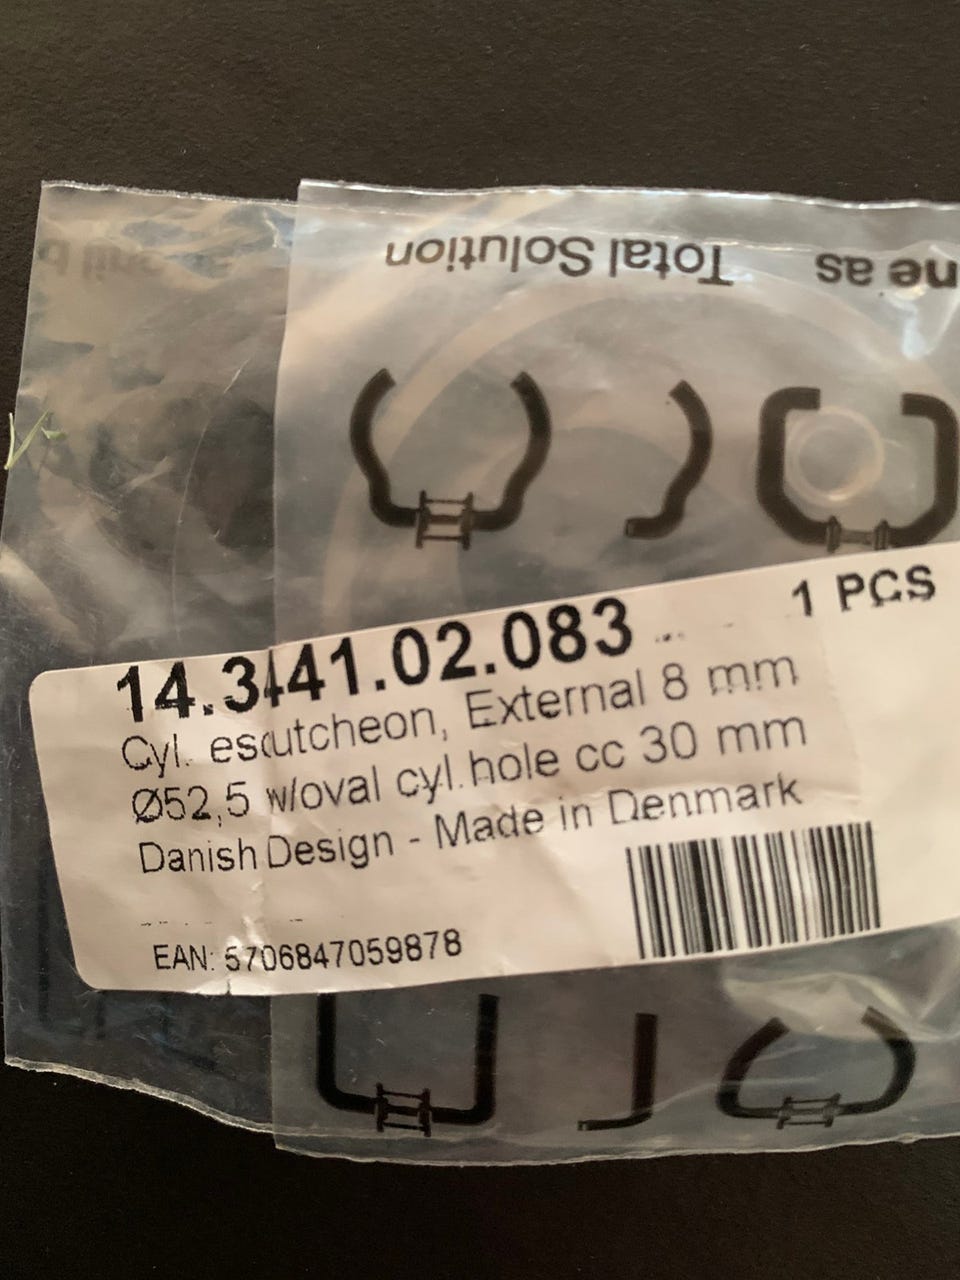 Total Solution
ne as
14.3441.02.083
1 PCS
Cyl. escutcheon, External 8 mm
Ø52,5 w/oval cyl.hole cc 30 mm
Danish Design - Made in Denmark
EAN: 5706847059878